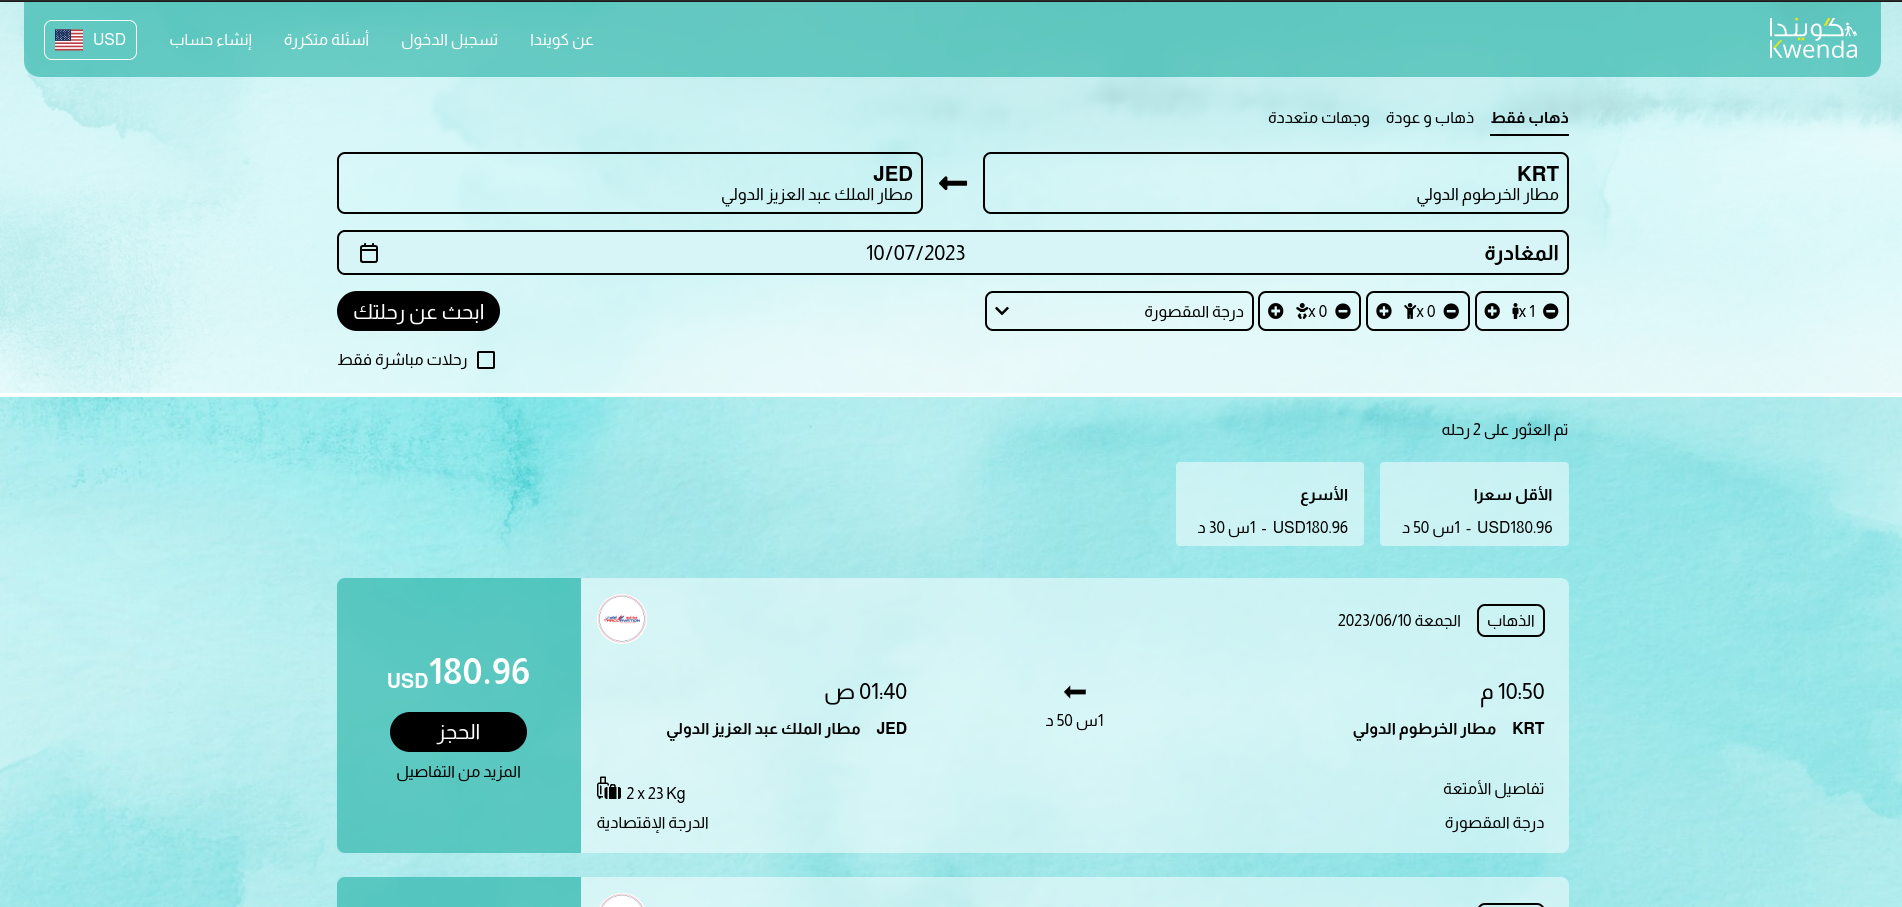 كويندا
Kwenda
عن كويندا
تسجبل الدخول
أسئلة متكررة
إنشاء حساب
USD
ذهاب فقط
ذهاب و عودة
وجهات متعددة
KRT
مطار الخرطوم الدولي
JED
مطار الملك عبد العزيز الدولي
المغادرة
10/07/2023
1 x
0 x
0 x
درجة المقصورة
ابحث عن رحلتك
رحلات مباشرة فقط
تم العثور على 2 رحله
الأقل سعرا
USD180.96 - 1س 50 د
الأسرع
USD180.96 - 1س 30 د
الذهاب
الجمعة 2023/06/10
10:50 م
KRT مطار الخرطوم الدولي
1س 50 د
01:40 ص
JED مطار الملك عبد العزيز الدولي
تفاصيل الأمتعة
2 x 23 Kg
درجة المقصورة
الدرجة الإقتصادية
USD180.96
الحجز
المزيد من التفاصيل